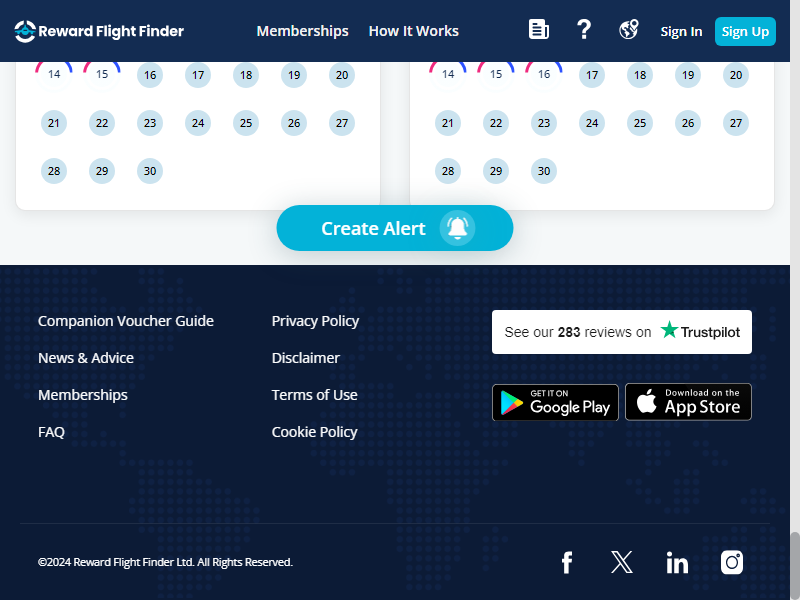 Reward Flight Finder Memberships How It Works Sign In Sign Up
14 15 16 17 18 19 20
21 22 23 24 25 26 27
28 29 30
14 15 16 17 18 19 20
21 22 23 24 25 26 27
28 29 30
Create Alert
Companion Voucher Guide
News & Advice
Memberships
FAQ
Privacy Policy
Disclaimer
Terms of Use
Cookie Policy
See our 283 reviews on Trustpilot
GET IT ON
Google Play
Download on the
App Store
©2024 Reward Flight Finder Ltd. All Rights Reserved.